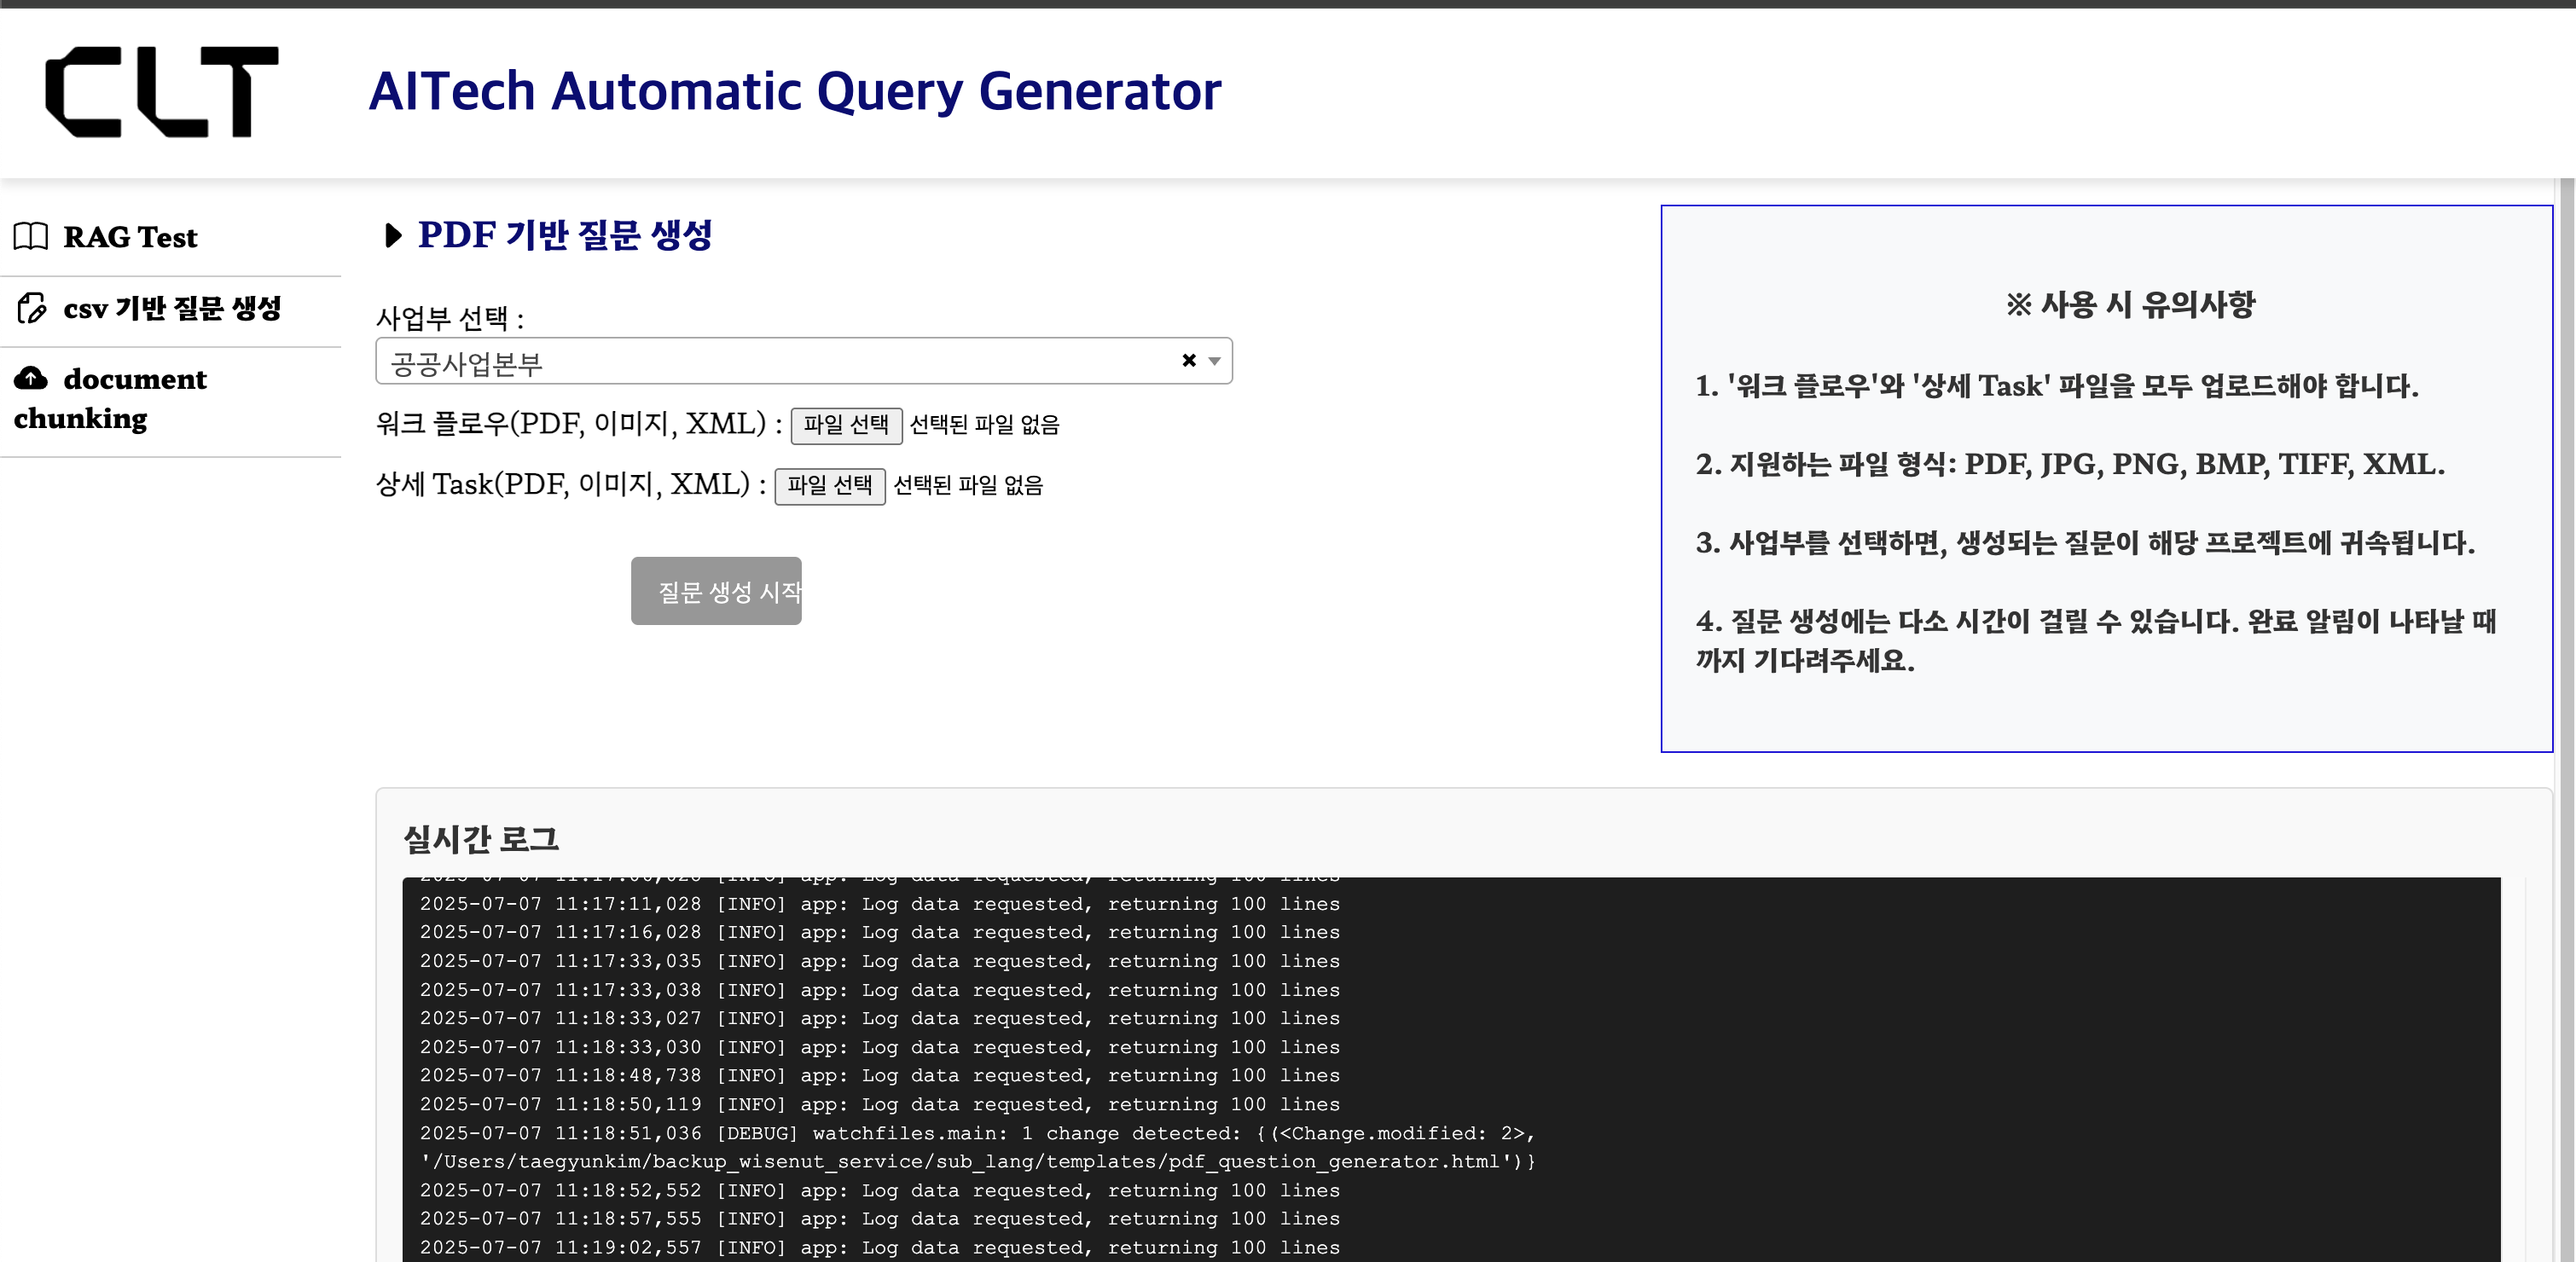 CLT
AITech Automatic Query Generator
RAG Test
csv 기반 질문 생성
document
chunking
PDF 기반 질문 생성
사업부 선택 :
공공사업본부
워크 플로우(PDF, 이미지, XML) : 파일 선택 선택된 파일 없음
상세 Task(PDF, 이미지, XML) : 파일 선택 선택된 파일 없음
질문 생성 시작
※ 사용 시 유의사항
1. '워크 플로우'와 '상세 Task' 파일을 모두 업로드해야 합니다.
2. 지원하는 파일 형식: PDF, JPG, PNG, BMP, TIFF, XML.
3. 사업부를 선택하면, 생성되는 질문이 해당 프로젝트에 귀속됩니다.
4. 질문 생성에는 다소 시간이 걸릴 수 있습니다. 완료 알림이 나타날 때
까지 기다려주세요.
실시간 로그
[INFO] app: Log data requested, returning 100 lines
2025-07-07 11:17:11,028 [INFO] app: Log data requested, returning 100 lines
2025-07-07 11:17:16,028 [INFO] app: Log data requested, returning 100 lines
2025-07-07 11:17:33,035 [INFO] app: Log data requested, returning 100 lines
2025-07-07 11:17:33,038 [INFO] app: Log data requested, returning 100 lines
2025-07-07 11:18:33,027 [INFO] app: Log data requested, returning 100 lines
2025-07-07 11:18:33,030 [INFO] app: Log data requested, returning 100 lines
2025-07-07 11:18:48,738 [INFO] app: Log data requested, returning 100 lines
2025-07-07 11:18:50,119 [INFO] app: Log data requested, returning 100 lines
2025-07-07 11:18:51,036 [DEBUG] watchfiles.main: 1 change detected: {(<Change.modified: 2>,
'/Users/taegyunkim/backup_wisenut_service/sub_lang/templates/pdf_question_generator.html')}
2025-07-07 11:18:52,552 [INFO] app: Log data requested, returning 100 lines
2025-07-07 11:18:57,555 [INFO] app: Log data requested, returning 100 lines
2025-07-07 11:19:02,557 [INFO] app: Log data requested, returning 100 lines